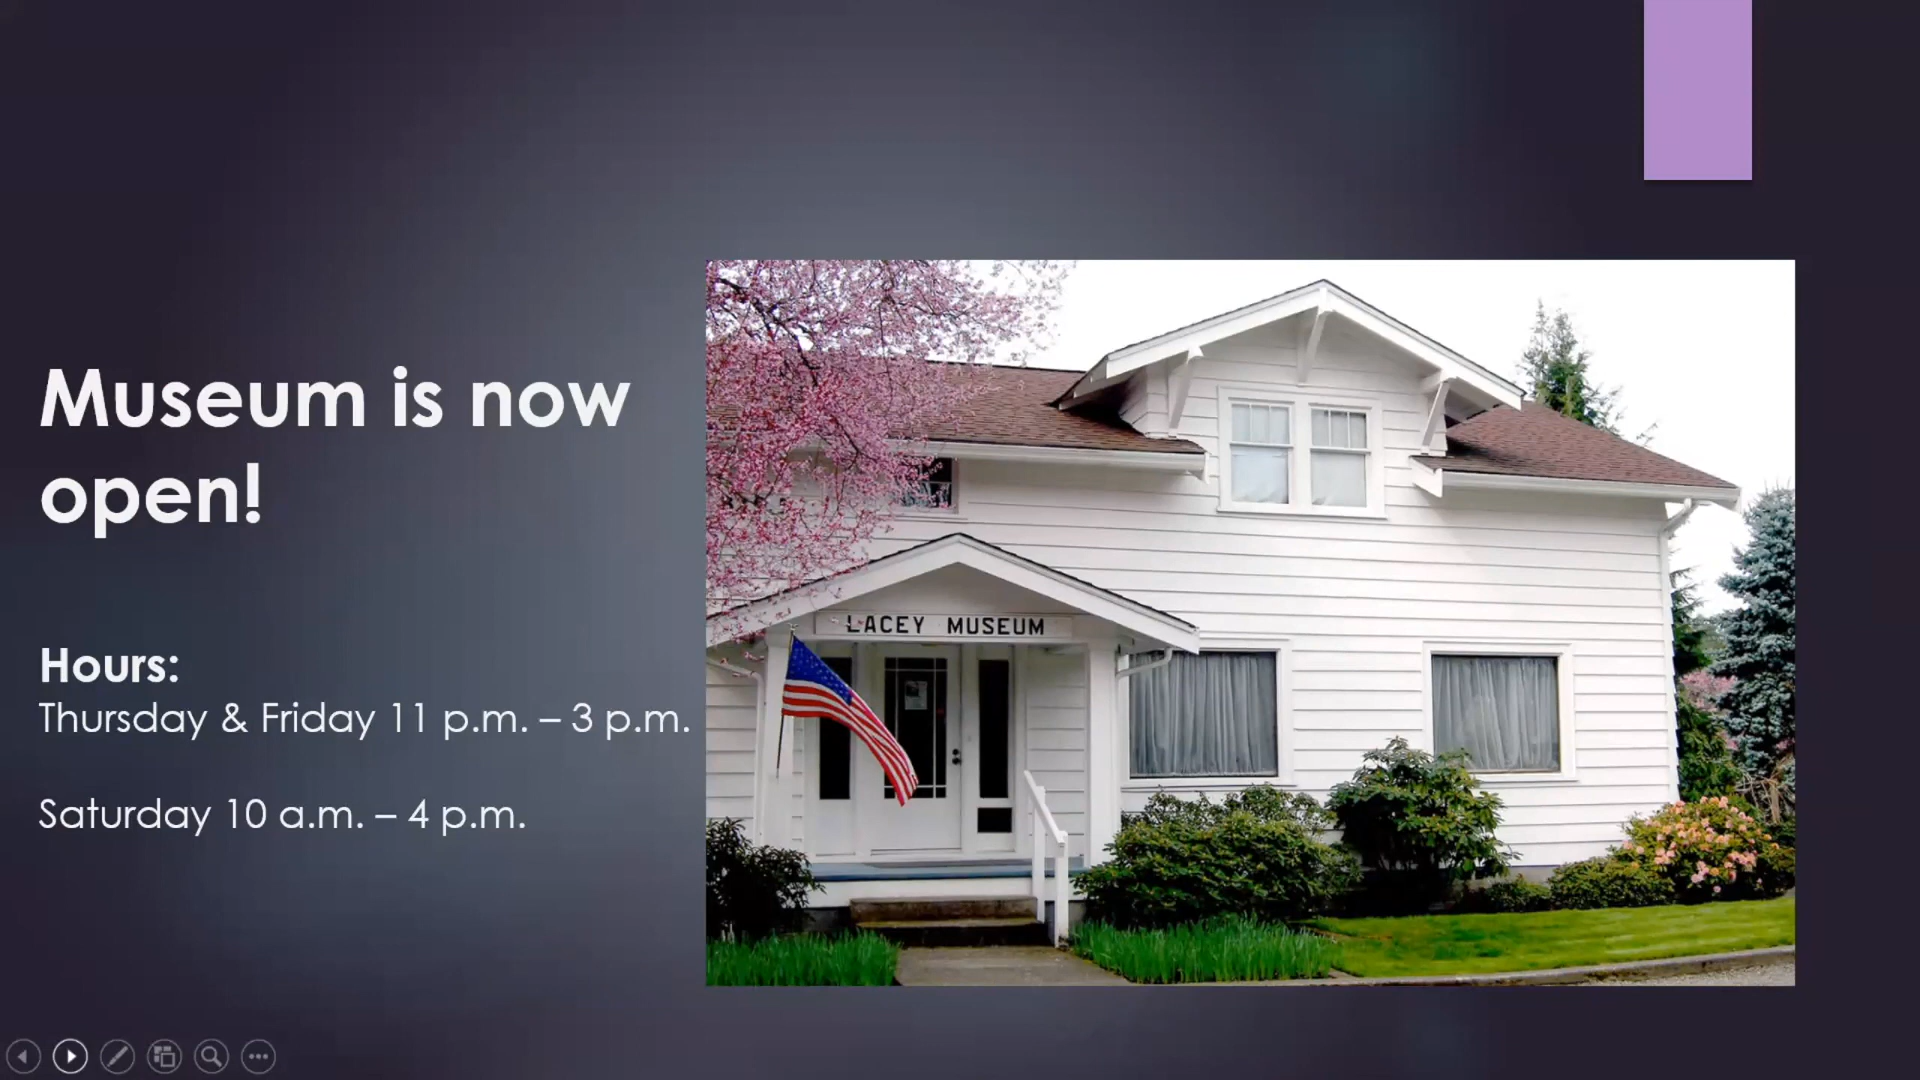 Museum is now
open!
Hours:
Thursday & Friday 11 p.m. – 3 p.m.
Saturday 10 a.m. – 4 p.m.
LACEY MUSEUM